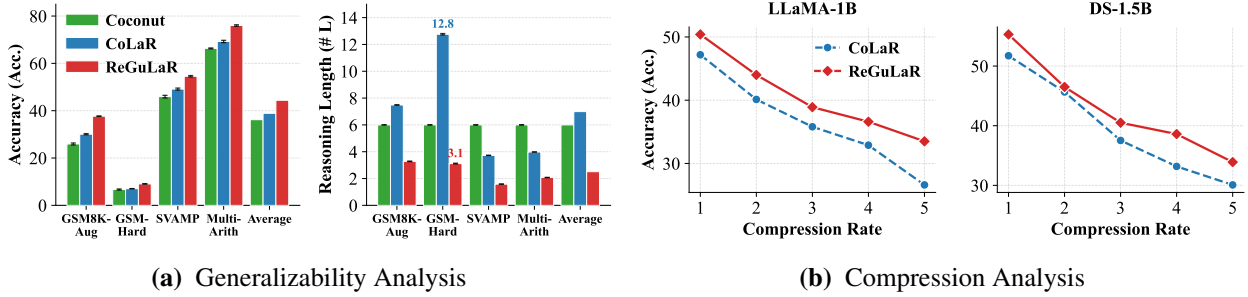 Accuracy (Acc.)
80
60
40
20
0
Coconut
CoLaR
ReGuLaR
GSM8K-
Aug
GSM-
Hard
SVAMP
Multi-
Arith
Average
Reasoning Length (# L)
14
12
10
8
6
4
2
0
12.8
3.1
GSM8K-
Aug
GSM-
Hard
SVAMP
Multi-
Arith
Average
(a) Generalizability Analysis
LLaMA-1B
Accuracy (Acc.)
50
40
30
CoLaR
ReGuLaR
1 2 3 4 5
Compression Rate
DS-1.5B
60
50
40
30
1 2 3 4 5
Compression Rate
(b) Compression Analysis